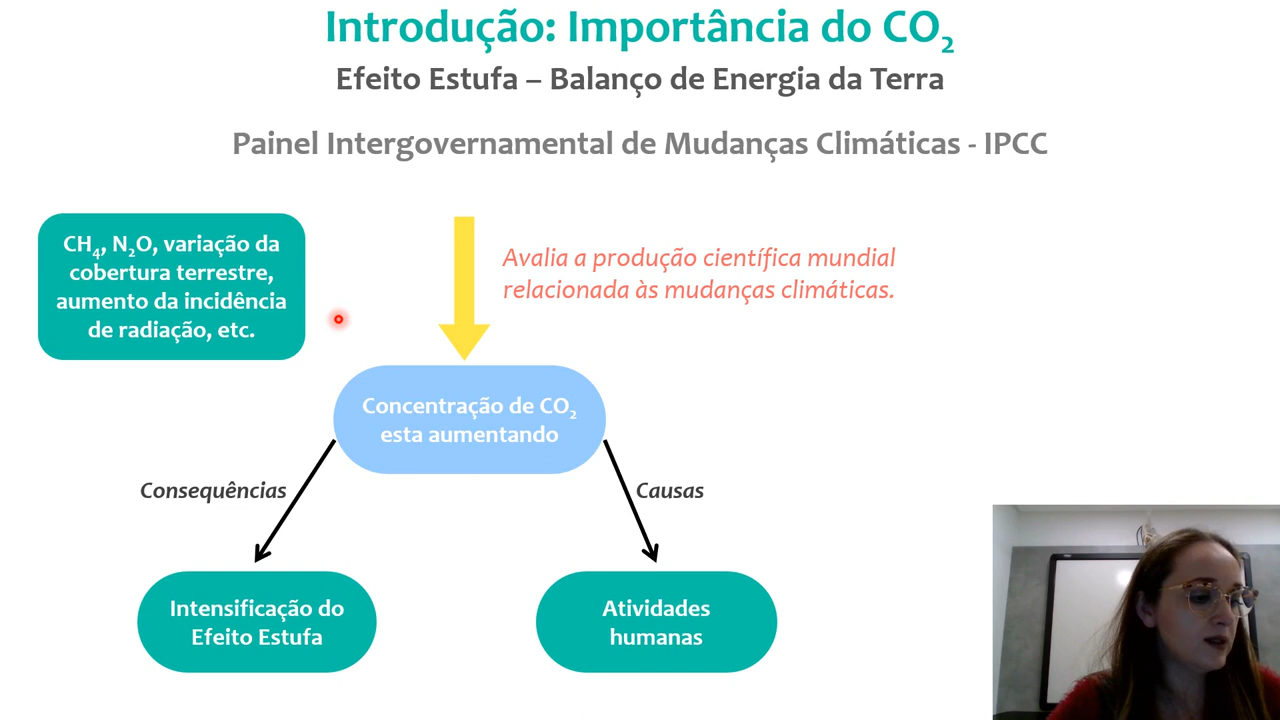 Introdução: Importância do CO₂
Efeito Estufa – Balanço de Energia da Terra
Painel Intergovernamental de Mudanças Climáticas - IPCC
CH₄, N₂O, variação da
cobertura terrestre,
aumento da incidência
de radiação, etc.
Avalia a produção científica mundial
relacionada às mudanças climáticas.
Concentração de CO₂
esta aumentando
Consequências
Causas
Intensificação do
Efeito Estufa
Atividades
humanas